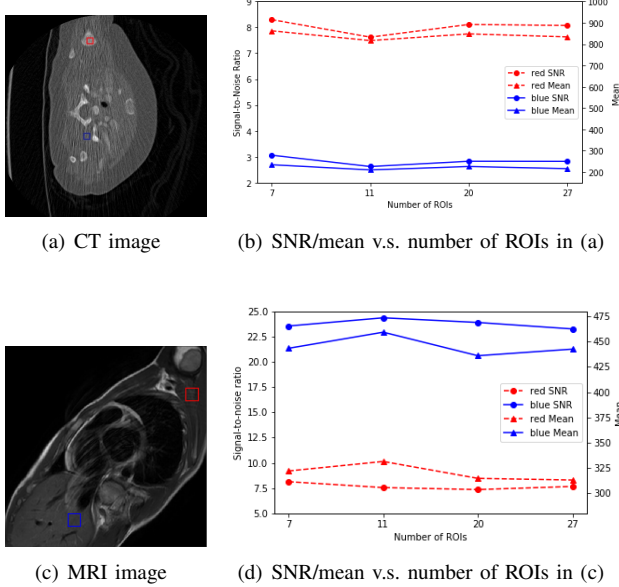 9
8
7
6
5
4
3
2
Signal-to-Noise Ratio
1000
900
800
700
600
500
400
300
200
Mean
red SNR
red Mean
blue SNR
blue Mean
7 11 20 27
Number of ROIs
(a) CT image
(b) SNR/mean v.s. number of ROIs in (a)
25.0
22.5
20.0
17.5
15.0
12.5
10.0
7.5
5.0
Signal-to-noise ratio
475
450
425
400
375
350
325
300
Mean
red SNR
blue SNR
red Mean
blue Mean
7 11 20 27
Number of ROIs
(c) MRI image
(d) SNR/mean v.s. number of ROIs in (c)